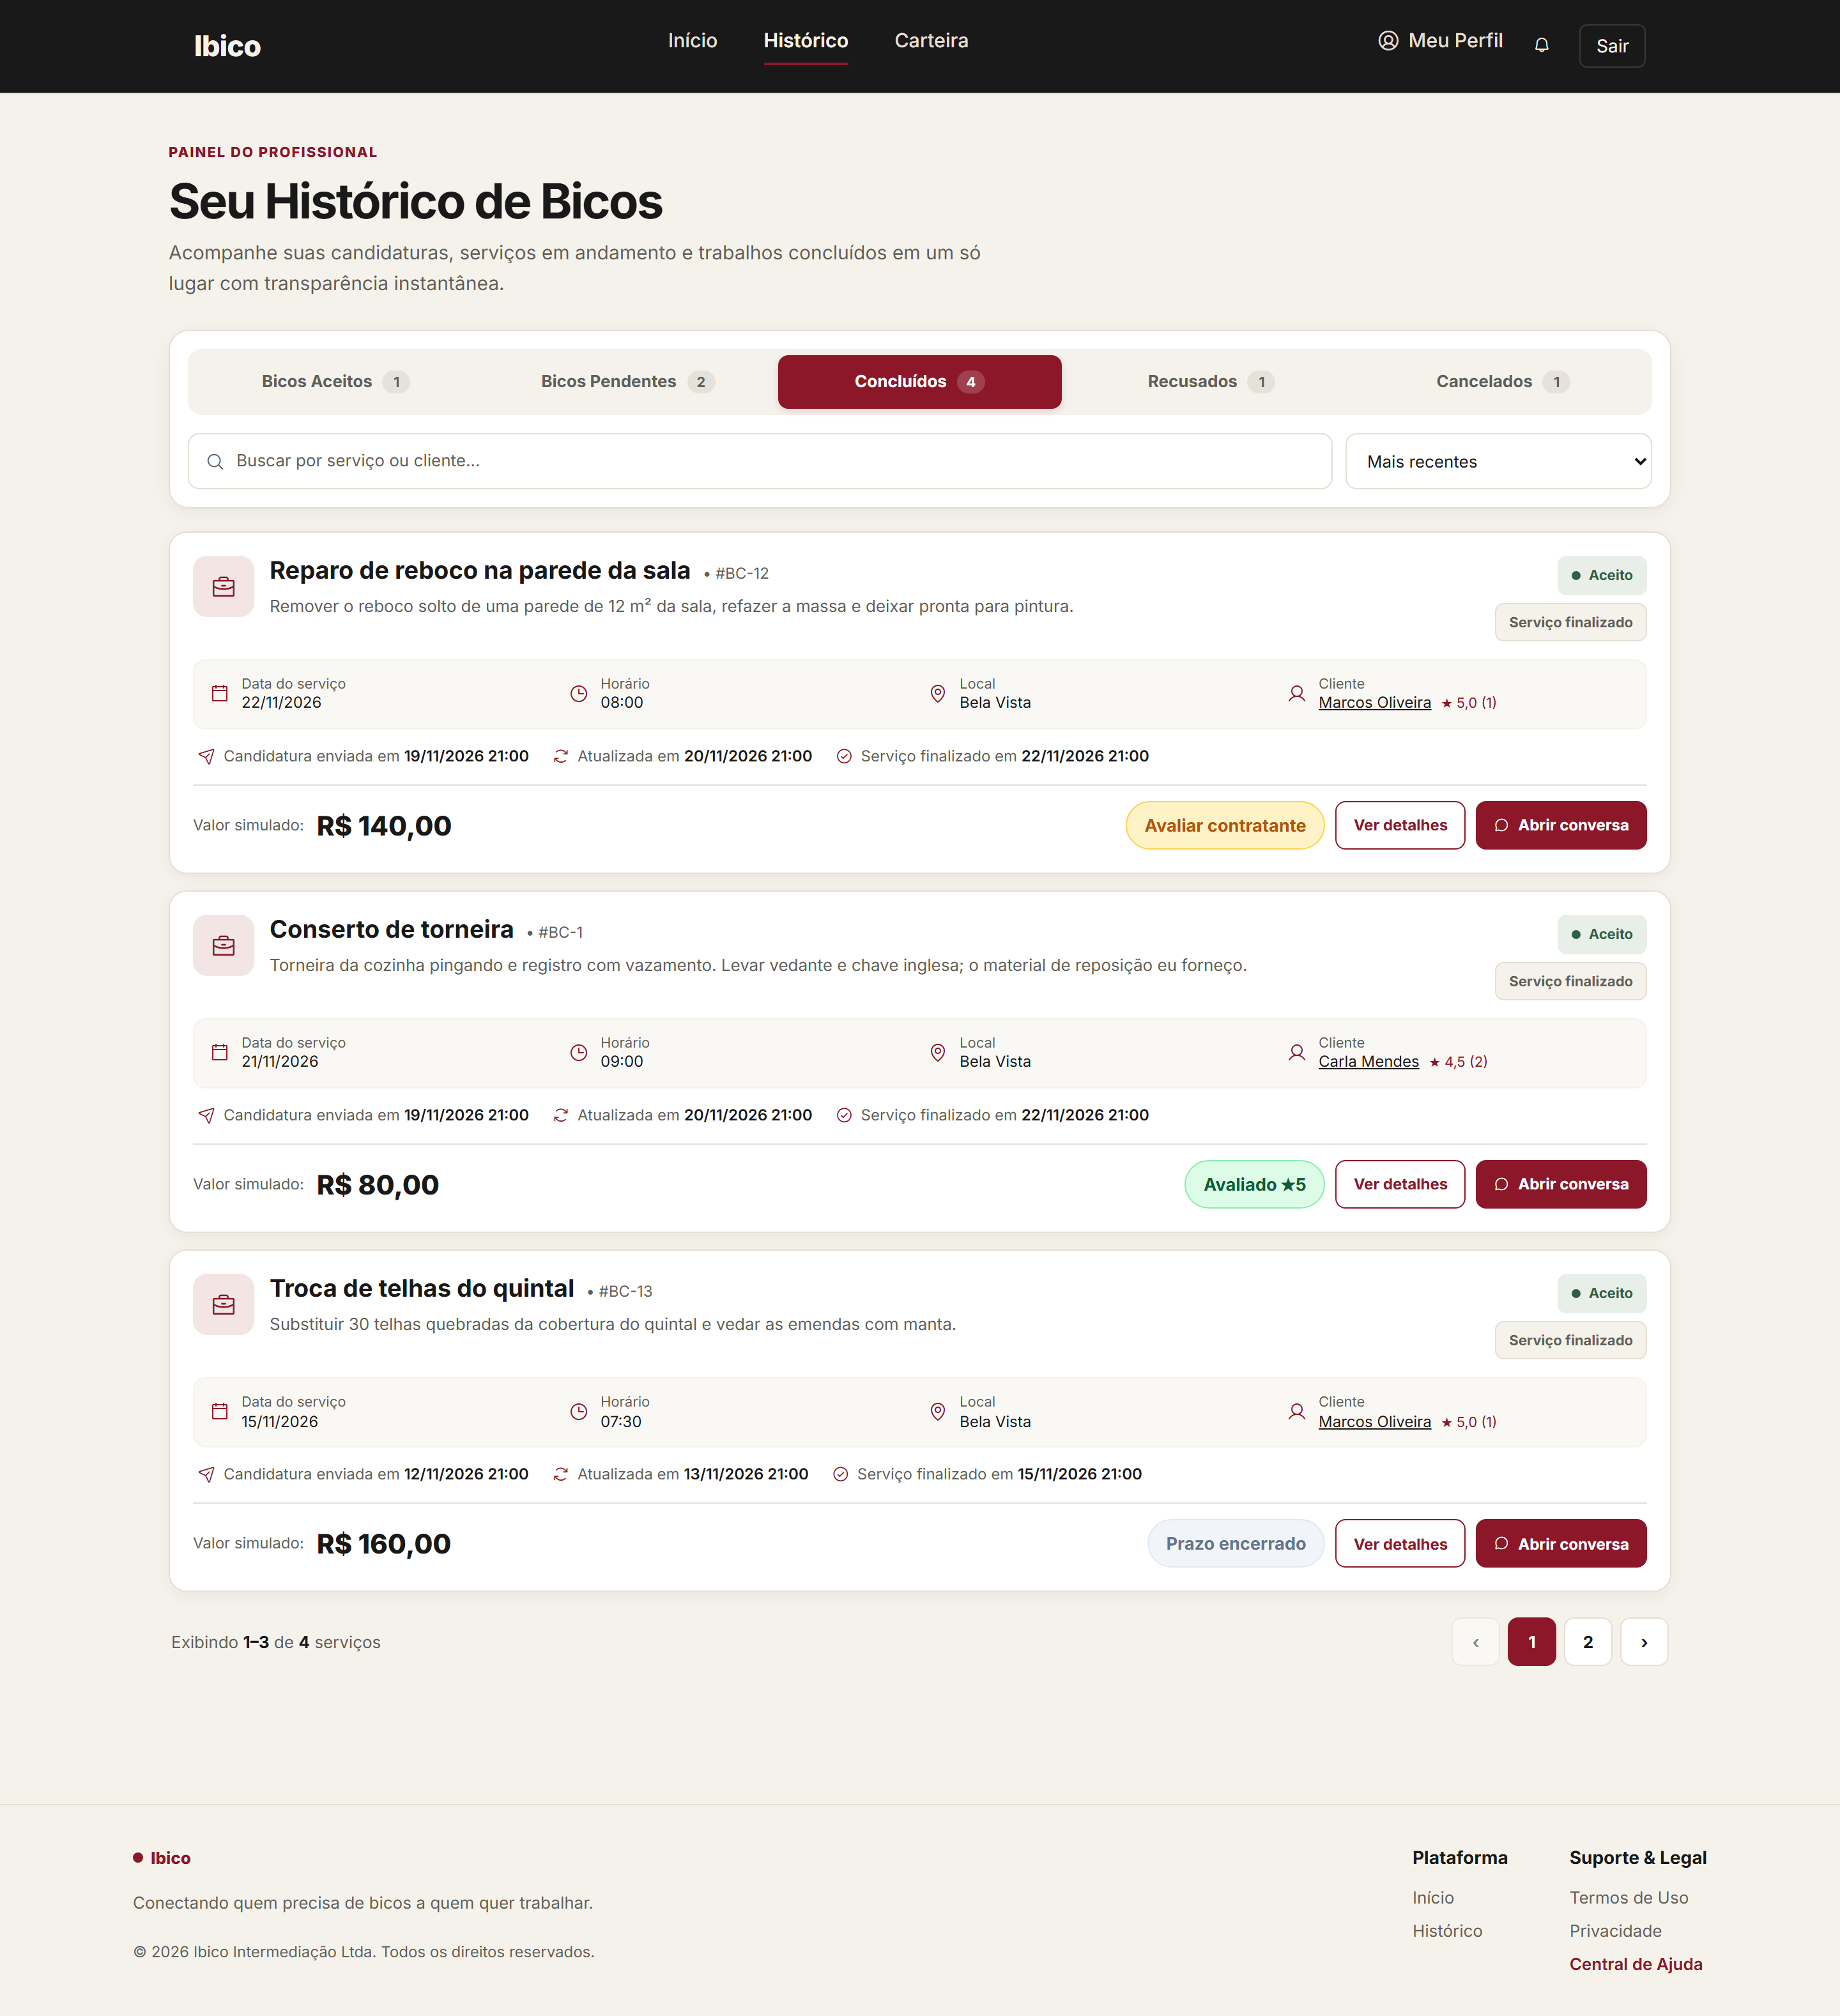 Ibico
Início Histórico Carteira
Meu Perfil
Sair
PAINEL DO PROFISSIONAL
Seu Histórico de Bicos
Acompanhe suas candidaturas, serviços em andamento e trabalhos concluídos em um só
lugar com transparência instantânea.
Bicos Aceitos 1
Bicos Pendentes 2
Concluídos 4
Recusados 1
Cancelados 1
Buscar por serviço ou cliente...
Mais recentes
Reparo de reboco na parede da sala • #BC-12
Remover o reboco solto de uma parede de 12 m² da sala, refazer a massa e deixar pronta para pintura.
Aceito
Serviço finalizado
Data do serviço
22/11/2026
Horário
08:00
Local
Bela Vista
Cliente
Marcos Oliveira ★ 5,0 (1)
Candidatura enviada em 19/11/2026 21:00 Atualizada em 20/11/2026 21:00 Serviço finalizado em 22/11/2026 21:00
Valor simulado: R$ 140,00
Avaliar contratante
Ver detalhes
Abrir conversa
Conserto de torneira • #BC-1
Torneira da cozinha pingando e registro com vazamento. Levar vedante e chave inglesa; o material de reposição eu forneço.
Aceito
Serviço finalizado
Data do serviço
21/11/2026
Horário
09:00
Local
Bela Vista
Cliente
Carla Mendes ★ 4,5 (2)
Candidatura enviada em 19/11/2026 21:00 Atualizada em 20/11/2026 21:00 Serviço finalizado em 22/11/2026 21:00
Valor simulado: R$ 80,00
Avaliado ★5
Ver detalhes
Abrir conversa
Troca de telhas do quintal • #BC-13
Substituir 30 telhas quebradas da cobertura do quintal e vedar as emendas com manta.
Aceito
Serviço finalizado
Data do serviço
15/11/2026
Horário
07:30
Local
Bela Vista
Cliente
Marcos Oliveira ★ 5,0 (1)
Candidatura enviada em 12/11/2026 21:00 Atualizada em 13/11/2026 21:00 Serviço finalizado em 15/11/2026 21:00
Valor simulado: R$ 160,00
Prazo encerrado
Ver detalhes
Abrir conversa
Exibindo 1–3 de 4 serviços
‹ 1 2 ›
Ibico
Conectando quem precisa de bicos a quem quer trabalhar.
© 2026 Ibico Intermediação Ltda. Todos os direitos reservados.
Plataforma
Início
Histórico
Suporte & Legal
Termos de Uso
Privacidade
Central de Ajuda